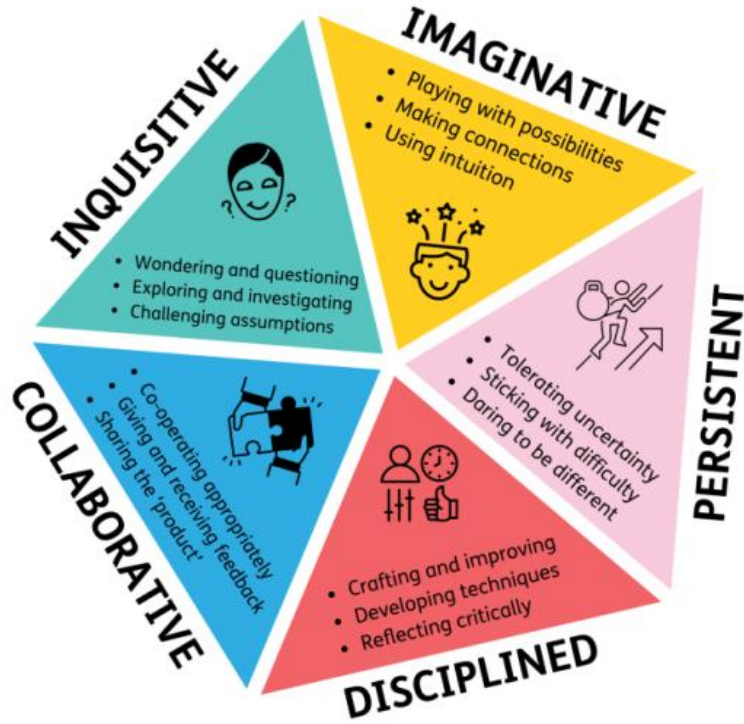 INQUISITIVE
• Wondering and questioning
• Exploring and investigating
• Challenging assumptions
IMAGINATIVE
• Playing with possibilities
• Making connections
• Using intuition
PERSISTENT
• Tolerating uncertainty
• Sticking with difficulty
• Daring to be different
DISCIPLINED
• Crafting and improving
• Developing techniques
• Reflecting critically
COLLABORATIVE
• Co-operating appropriately
• Giving and receiving feedback
• Sharing the 'product'